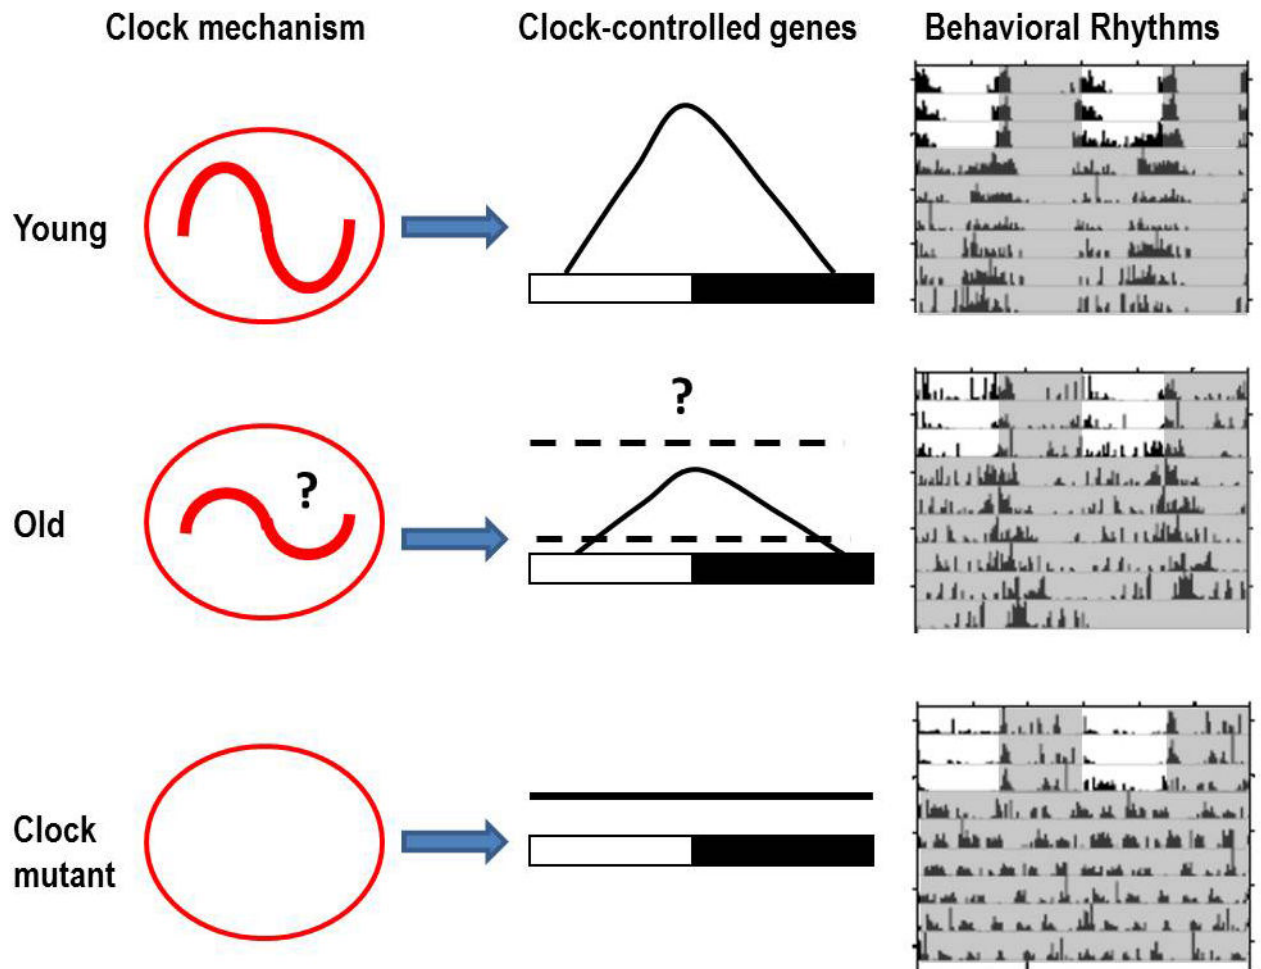 Clock mechanism
Clock-controlled genes
Behavioral Rhythms
Young
?
?
Old
Clock
mutant